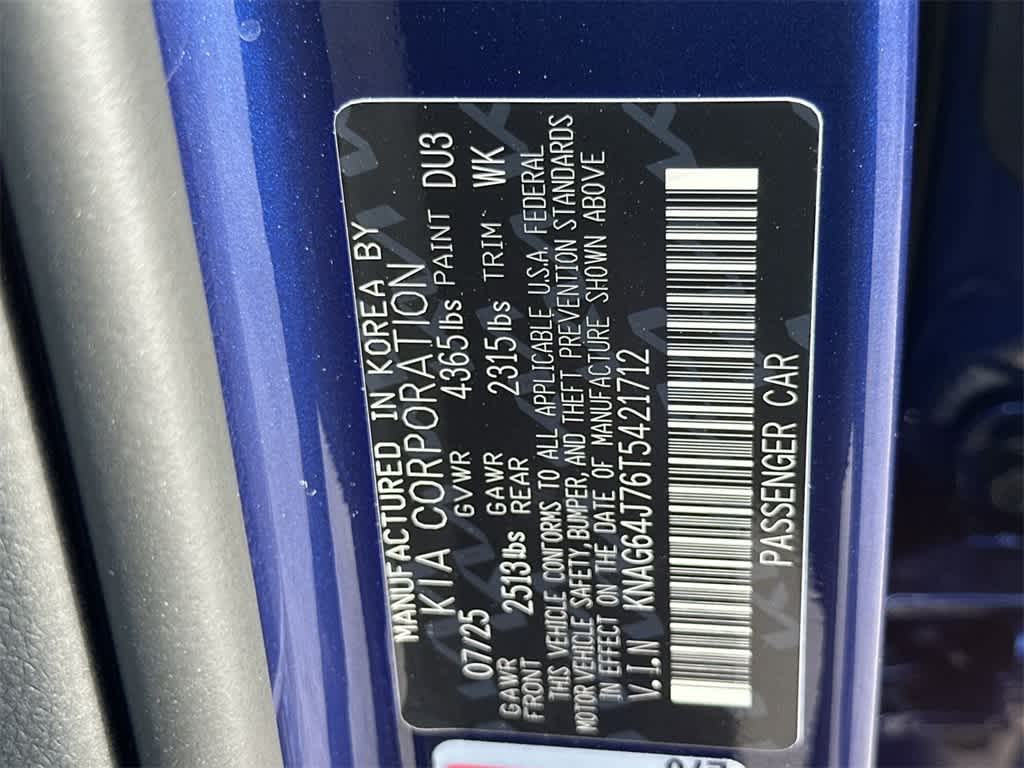 MANUFACTURED IN KOREA BY
KIA CORPORATION
07/25 GVWR 4365lbs PAINT DU3
GAWR FRONT 2513lbs GAWR REAR 2315lbs TRIM WK
THIS VEHICLE CONFORMS TO ALL APPLICABLE U.S.A. FEDERAL
MOTOR VEHICLE SAFETY, BUMPER, AND THEFT PREVENTION STANDARDS
IN EFFECT ON THE DATE OF MANUFACTURE SHOWN ABOVE
V.I.N KNAG64J76T5421712
PASSENGER CAR